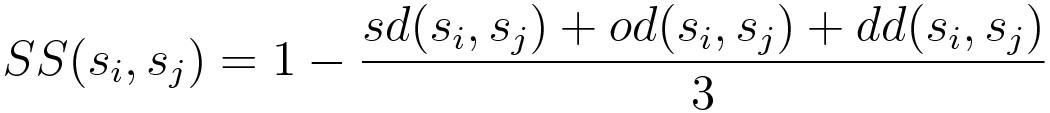 SS(s_i, s_j) = 1 - \frac{sd(s_i, s_j) + od(s_i, s_j) + dd(s_i, s_j)}{3}